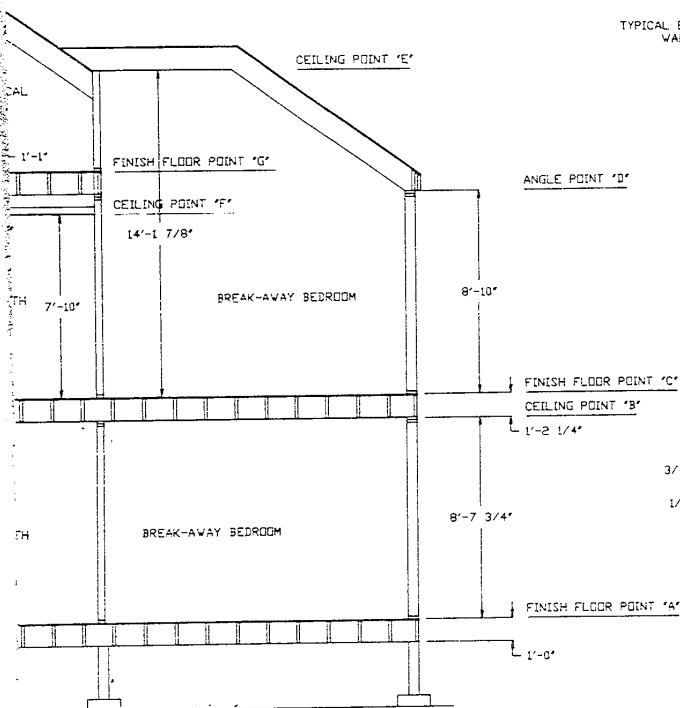 TYPICAL
CEILING POINT "E"
1'-1"
FINISH FLOOR POINT "G"
ANGLE POINT "D"
CEILING POINT "F"
14'-1 7/8"
7'-10"
BREAK-AWAY BEDROOM
8'-10"
FINISH FLOOR POINT "C"
CEILING POINT "B"
1'-2 1/4"
8'-7 3/4"
BREAK-AWAY BEDROOM
FINISH FLOOR POINT "A"
1'-0"